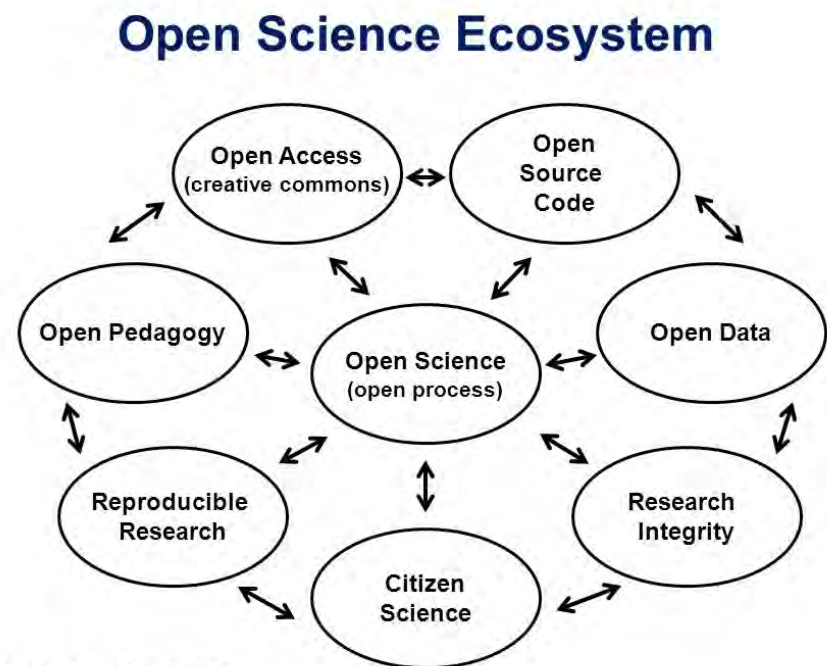 Open Science Ecosystem
Open Access
(creative commons)
Open
Source
Code
Open Pedagogy
Open Science
(open process)
Open Data
Reproducible
Research
Citizen
Science
Research
Integrity